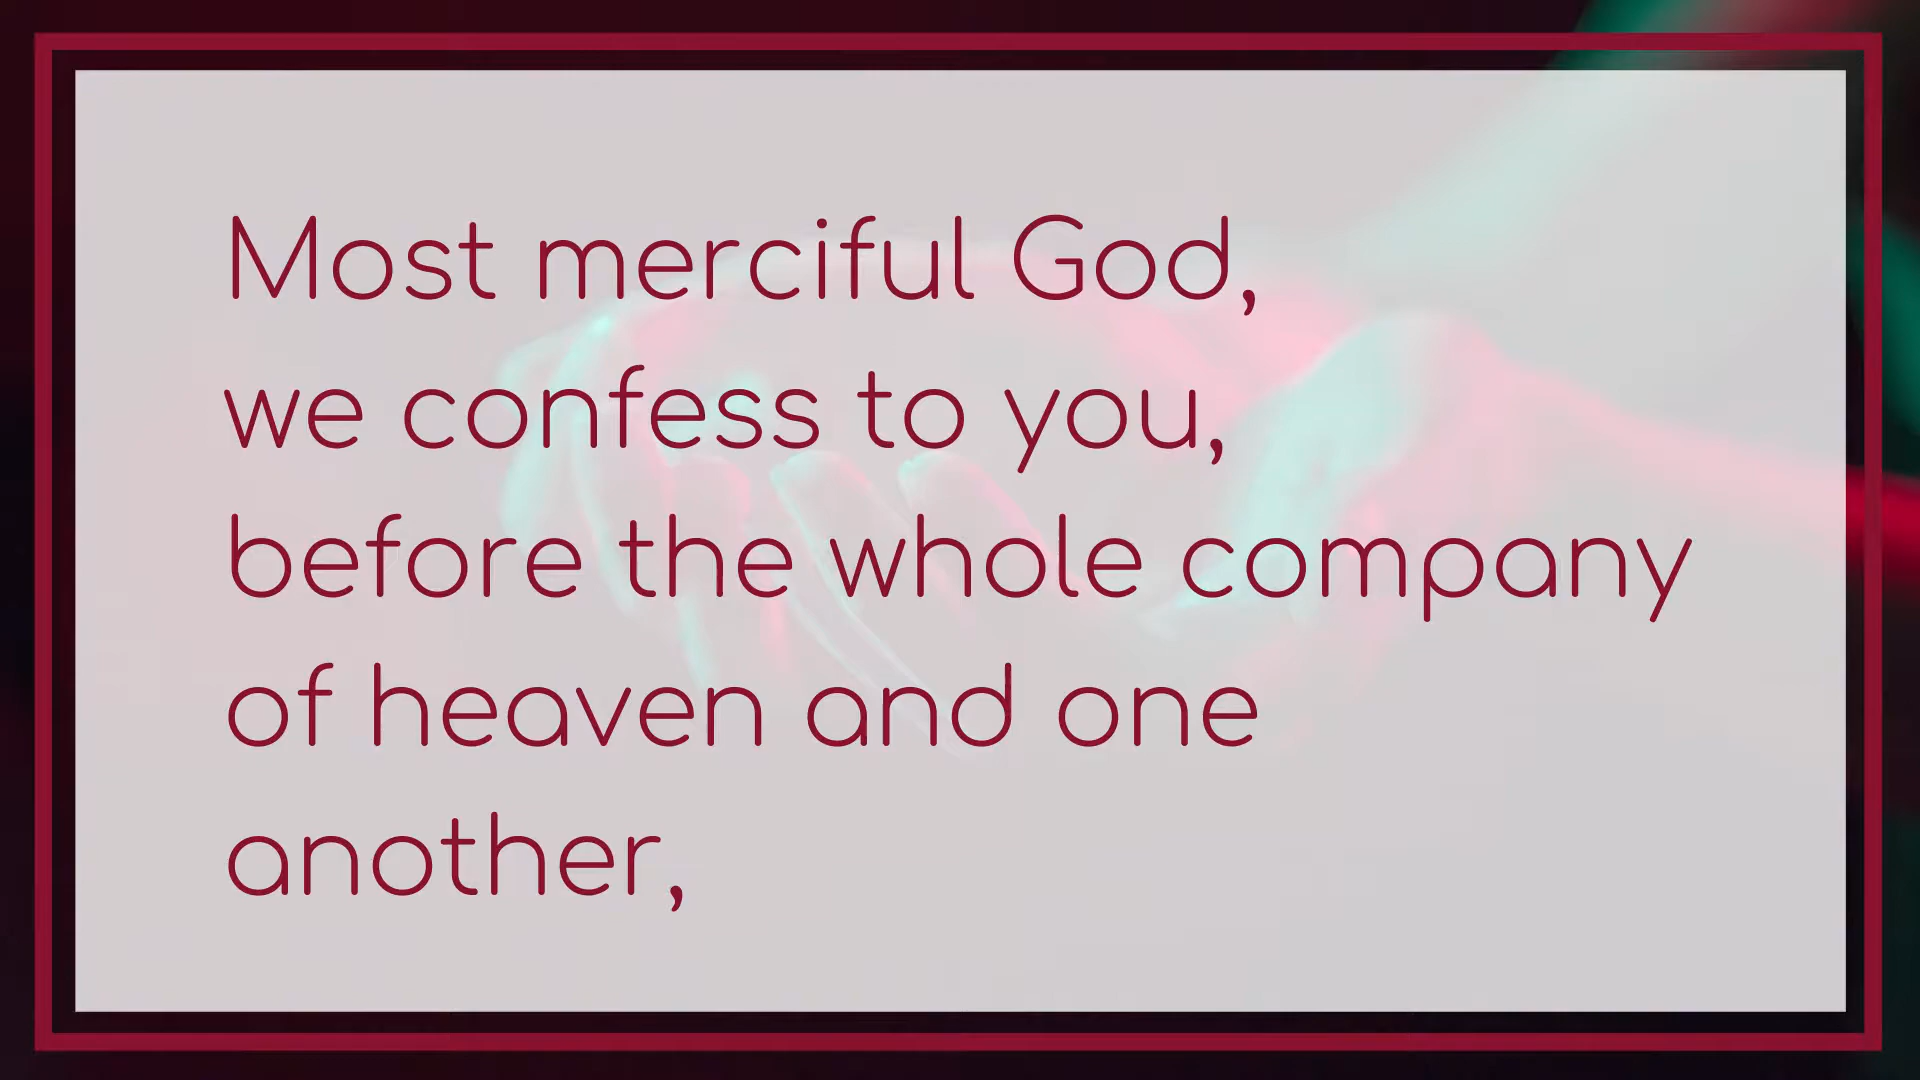 Most merciful God,
we confess to you,
before the whole company
of heaven and one
another,